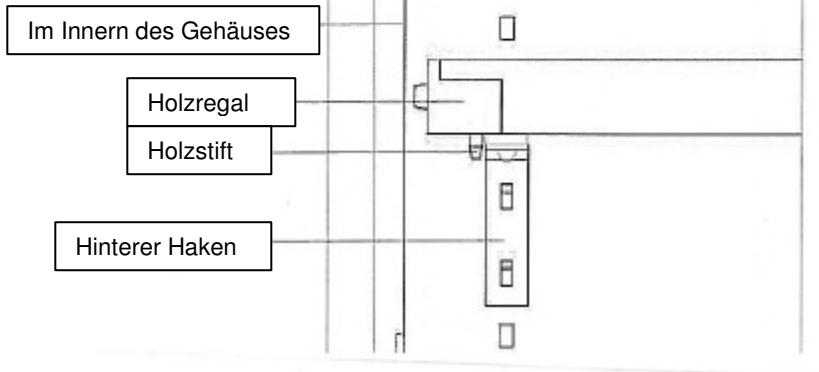 Im Innern des Gehäuses
Holzregal
Holzstift
Hinterer Haken